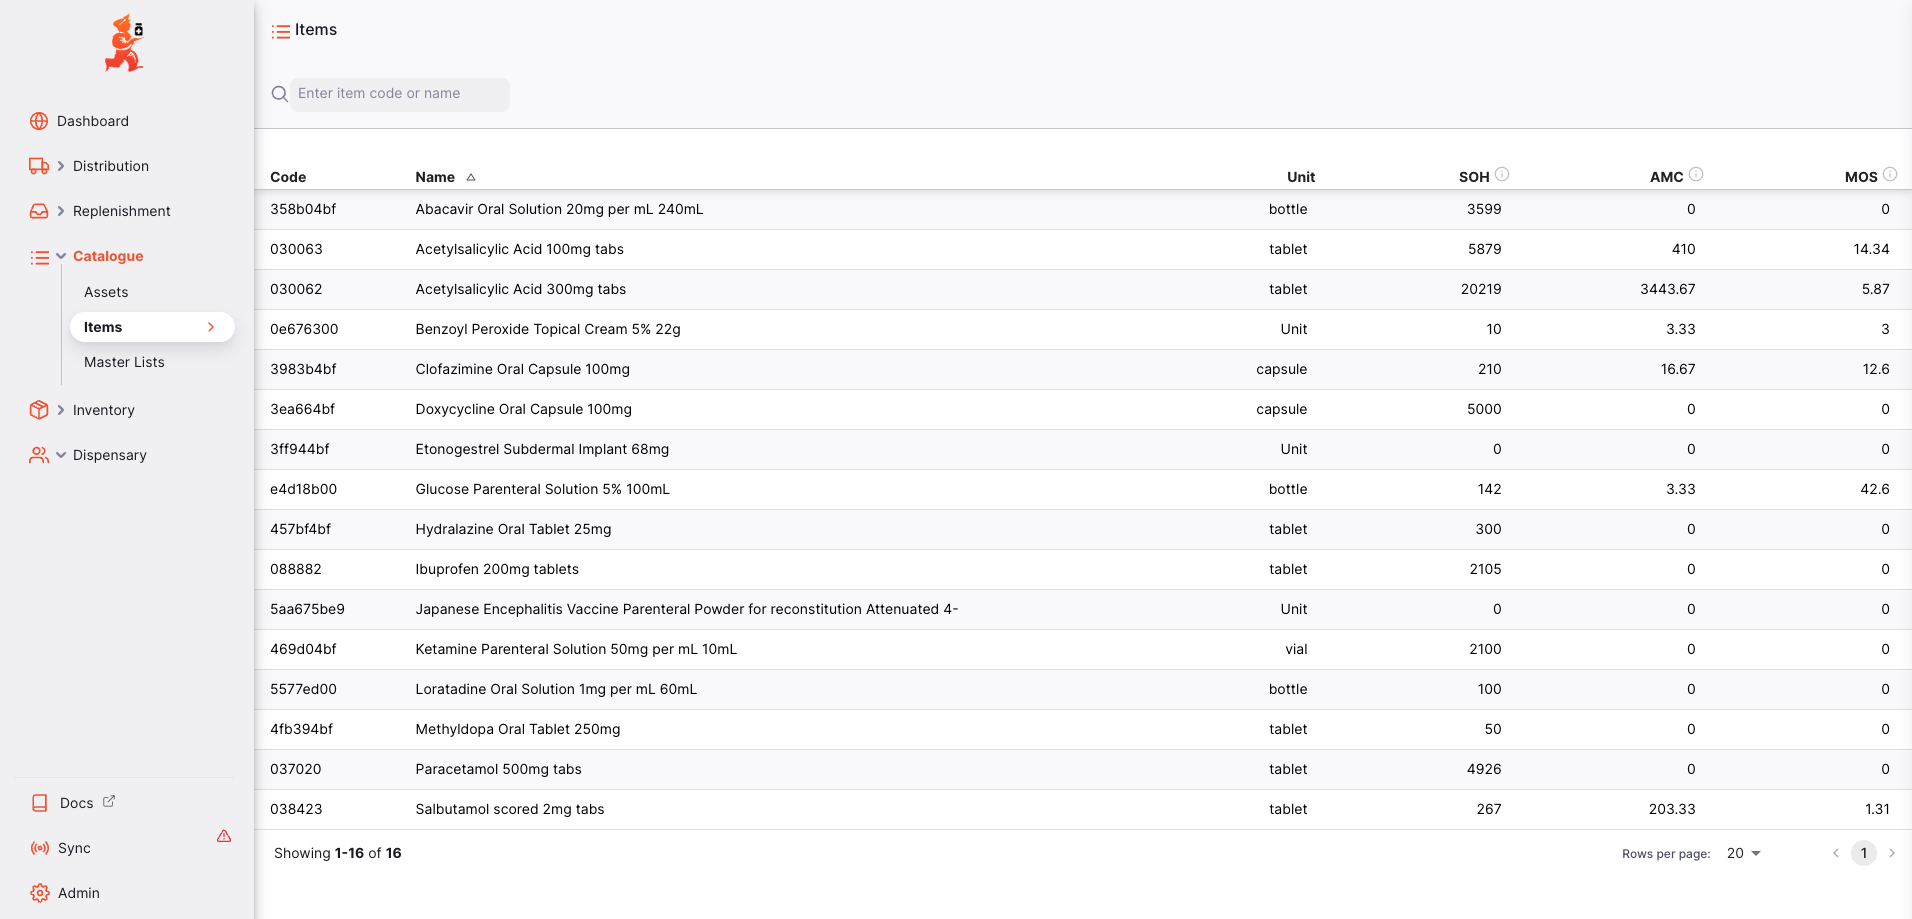 Items
Enter item code or name
Dashboard
Distribution
Replenishment
Catalogue
Assets
Items
Master Lists
Inventory
Dispensary
Docs
Sync
Admin
Code Name Unit SOH AMC MOS
358b04bf Abacavir Oral Solution 20mg per mL 240mL bottle 3599 0 0
030063 Acetylsalicylic Acid 100mg tabs tablet 5879 410 14.34
030062 Acetylsalicylic Acid 300mg tabs tablet 20219 3443.67 5.87
0e676300 Benzoyl Peroxide Topical Cream 5% 22g Unit 10 3.33 3
3983b4bf Clofazimine Oral Capsule 100mg capsule 210 16.67 12.6
3ea664bf Doxycycline Oral Capsule 100mg capsule 5000 0 0
3ff944bf Etonogestrel Subdermal Implant 68mg Unit 0 0 0
e4d18b00 Glucose Parenteral Solution 5% 100mL bottle 142 3.33 42.6
457bf4bf Hydralazine Oral Tablet 25mg tablet 300 0 0
088882 Ibuprofen 200mg tablets tablet 2105 0 0
5aa675be9 Japanese Encephalitis Vaccine Parenteral Powder for reconstitution Attenuated 4- Unit 0 0 0
469d04bf Ketamine Parenteral Solution 50mg per mL 10mL vial 2100 0 0
5577ed00 Loratadine Oral Solution 1mg per mL 60mL bottle 100 0 0
4fb394bf Methyldopa Oral Tablet 250mg tablet 50 0 0
037020 Paracetamol 500mg tabs tablet 4926 0 0
038423 Salbutamol scored 2mg tabs tablet 267 203.33 1.31
Showing 1-16 of 16 Rows per page: 20 1